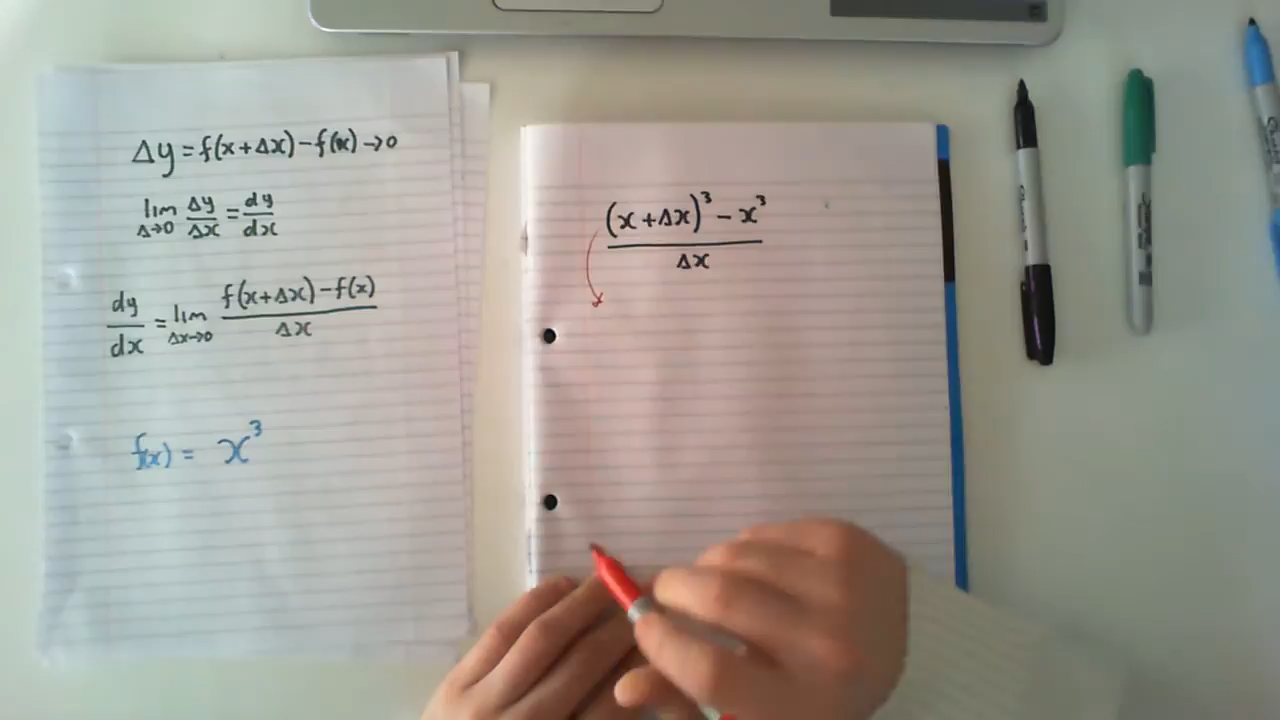 Δy = f(x+Δx) – f(x) → 0
lim Δy/Δx = dy/dx
Δ→0
dy/dx = lim f(x+Δx) – f(x) / Δx
Δx→0
f(x) = x³
(x+Δx)³ – x³ / Δx